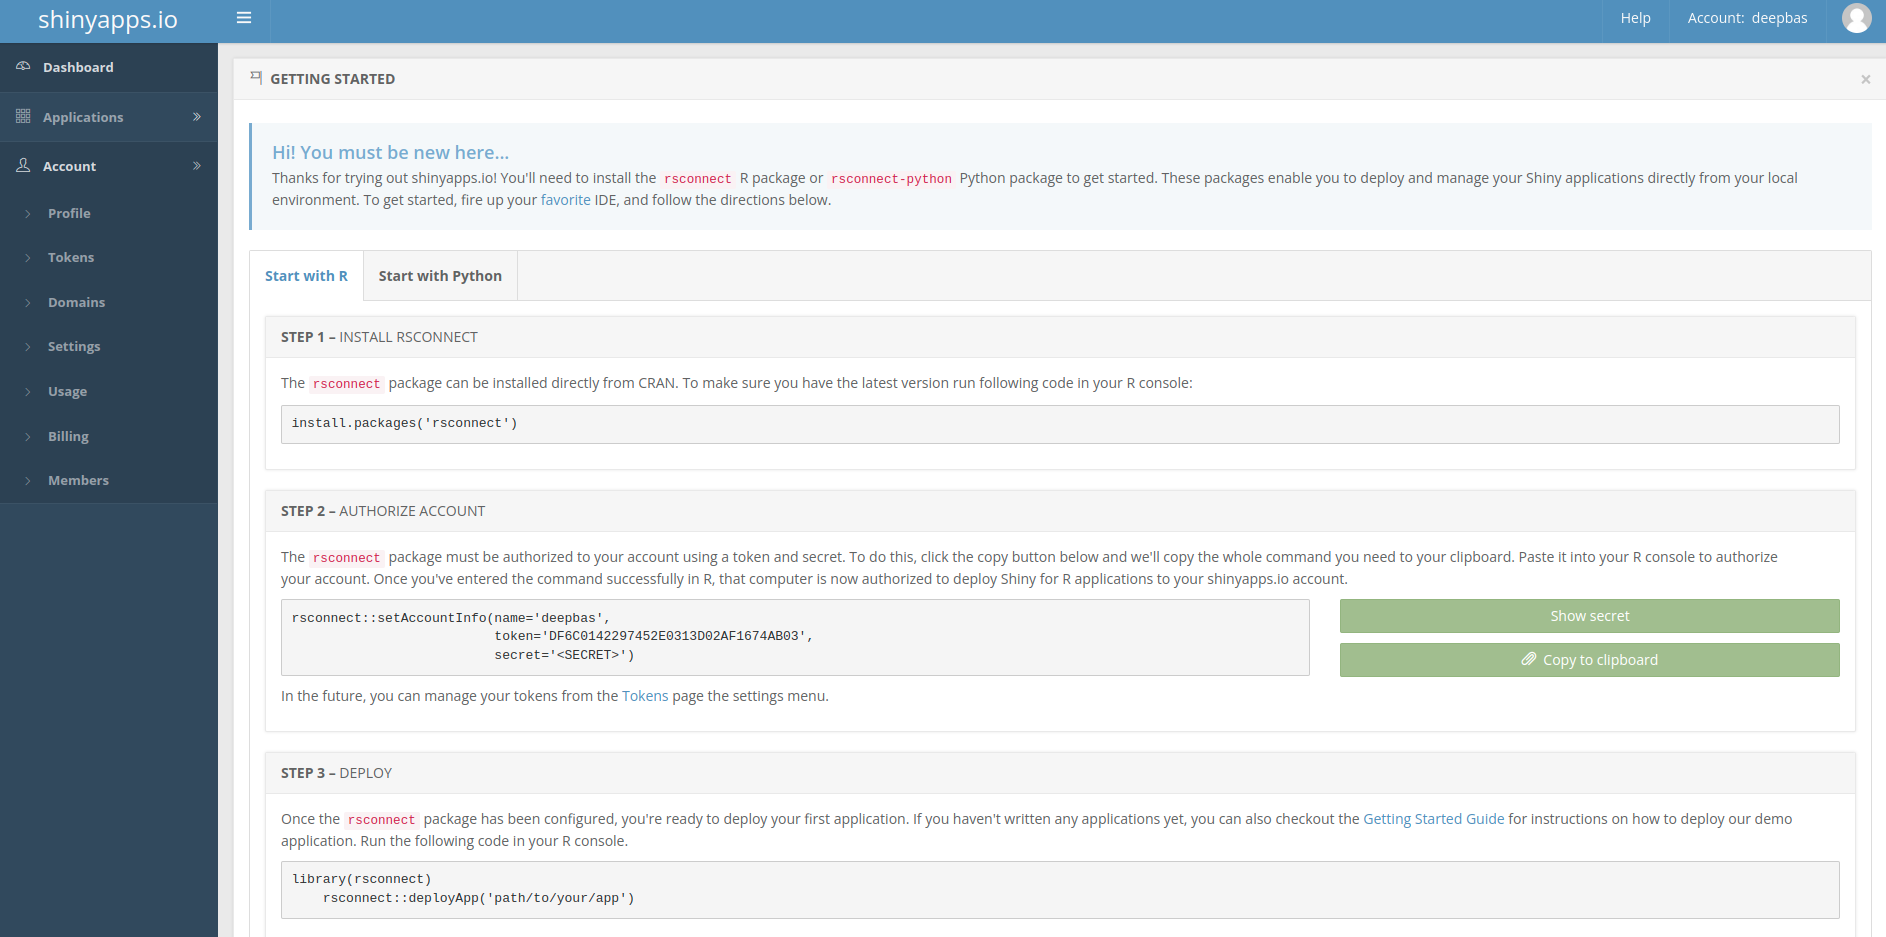 shinyapps.io
Help
Account: deepbas
Dashboard
Applications
Account
Profile
Tokens
Domains
Settings
Usage
Billing
Members
GETTING STARTED
×
Hi! You must be new here...
Thanks for trying out shinyapps.io! You'll need to install the rsconnect R package or rsconnect-python Python package to get started. These packages enable you to deploy and manage your Shiny applications directly from your local
environment. To get started, fire up your favorite IDE, and follow the directions below.
Start with R
Start with Python
STEP 1 – INSTALL RSCONNECT
The rsconnect package can be installed directly from CRAN. To make sure you have the latest version run following code in your R console:
install.packages('rsconnect')
STEP 2 – AUTHORIZE ACCOUNT
The rsconnect package must be authorized to your account using a token and secret. To do this, click the copy button below and we'll copy the whole command you need to your clipboard. Paste it into your R console to authorize
your account. Once you've entered the command successfully in R, that computer is now authorized to deploy Shiny for R applications to your shinyapps.io account.
rsconnect::setAccountInfo(name='deepbas',
token='DF6C0142297452E0313D02AF1674AB03',
secret='<SECRET>')
Show secret
Copy to clipboard
In the future, you can manage your tokens from the Tokens page the settings menu.
STEP 3 – DEPLOY
Once the rsconnect package has been configured, you're ready to deploy your first application. If you haven't written any applications yet, you can also checkout the Getting Started Guide for instructions on how to deploy our demo
application. Run the following code in your R console.
library(rsconnect)
rsconnect::deployApp('path/to/your/app')